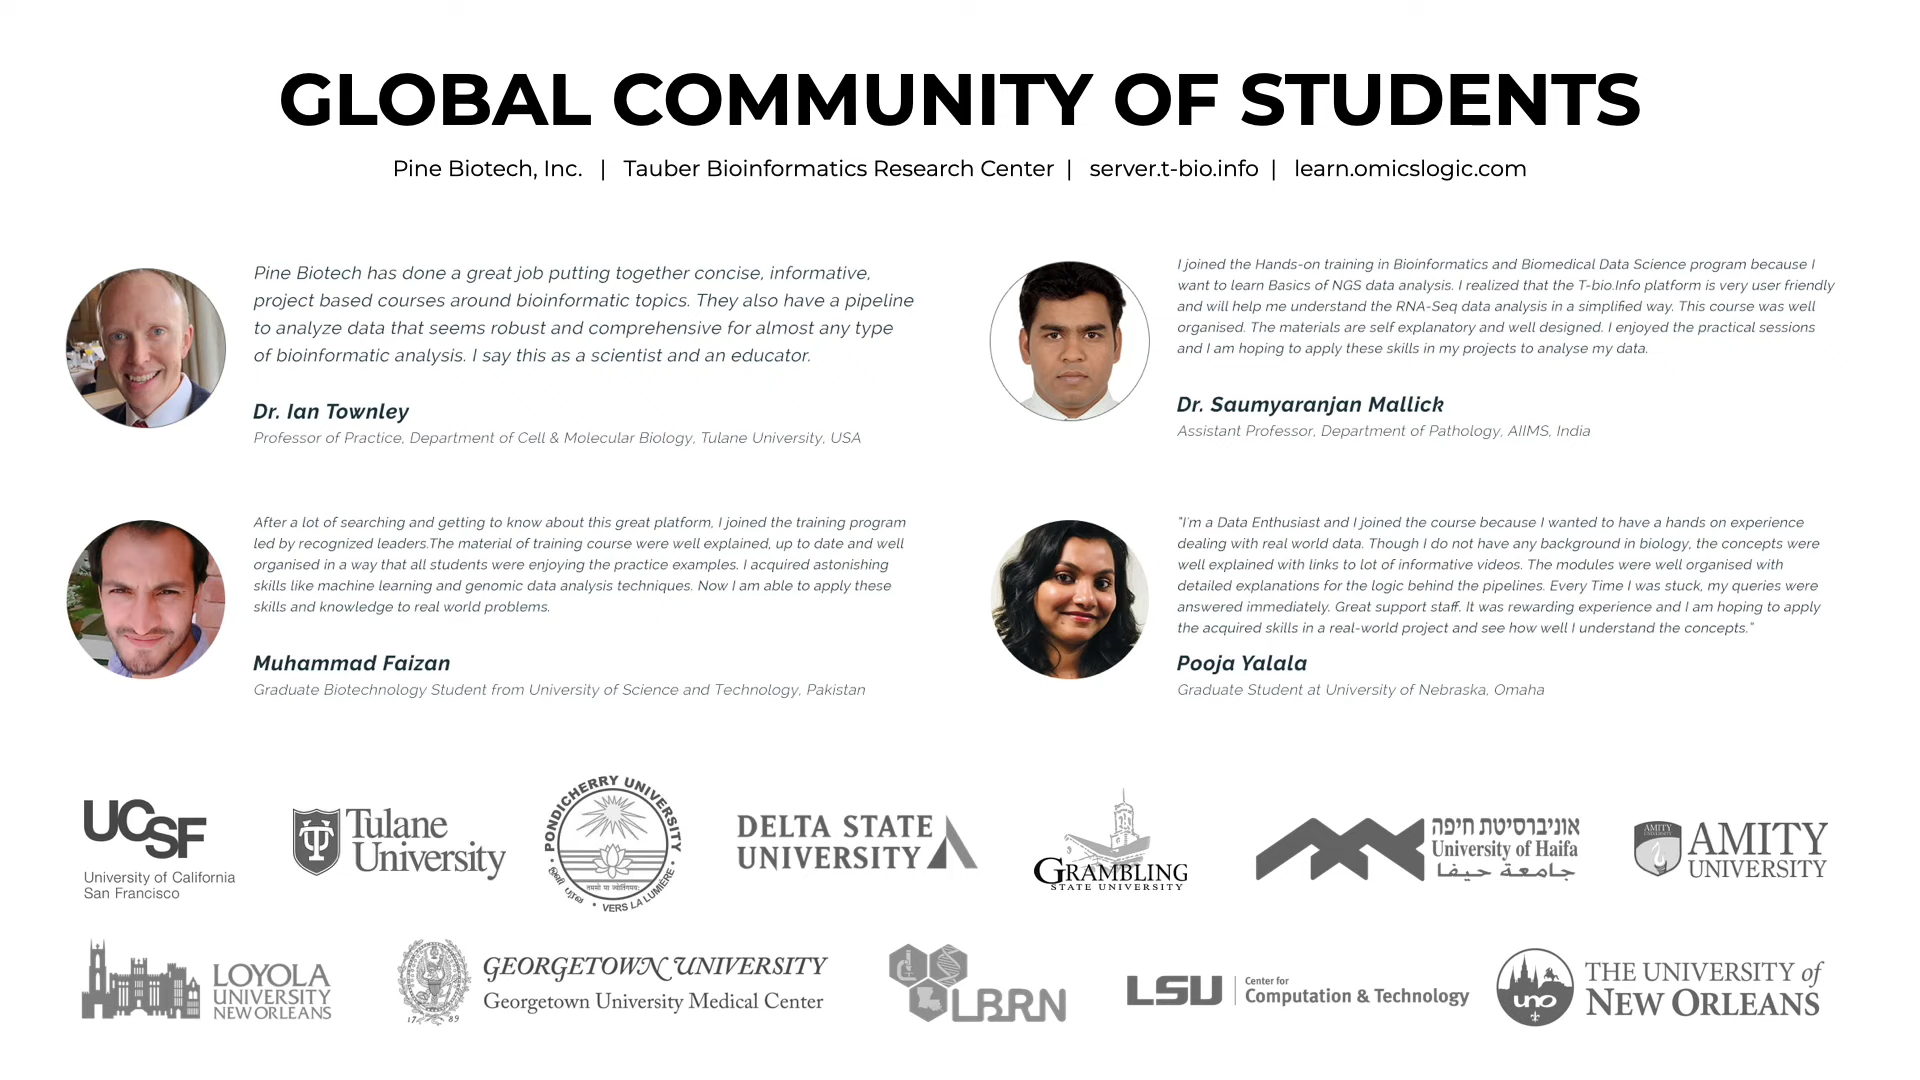 GLOBAL COMMUNITY OF STUDENTS
Pine Biotech, Inc. | Tauber Bioinformatics Research Center | server.t-bio.info | learn.omicslogic.com
Pine Biotech has done a great job putting together concise, informative,
project based courses around bioinformatic topics. They also have a pipeline
to analyze data that seems robust and comprehensive for almost any type
of bioinformatic analysis. I say this as a scientist and an educator.
Dr. Ian Townley
Professor of Practice, Department of Cell & Molecular Biology, Tulane University, USA
I joined the Hands-on training in Bioinformatics and Biomedical Data Science program because I
want to learn Basics of NGS data analysis. I realized that the T-bio.Info platform is very user friendly
and will help me understand the RNA-Seq data analysis in a simplified way. This course was well
organised. The materials are self explanatory and well designed. I enjoyed the practical sessions
and I am hoping to apply these skills in my projects to analyse my data.
Dr. Saumyaranjan Mallick
Assistant Professor, Department of Pathology, AIIMS, India
After a lot of searching and getting to know about this great platform, I joined the training program
led by recognized leaders.The material of training course were well explained, up to date and well
organised in a way that all students were enjoying the practice examples. I acquired astonishing
skills like machine learning and genomic data analysis techniques. Now I am able to apply these
skills and knowledge to real world problems.
Muhammad Faizan
Graduate Biotechnology Student from University of Science and Technology, Pakistan
"I'm a Data Enthusiast and I joined the course because I wanted to have a hands on experience
dealing with real world data. Though I do not have any background in biology, the concepts were
well explained with links to lot of informative videos. The modules were well organised with
detailed explanations for the logic behind the pipelines. Every Time I was stuck, my queries were
answered immediately. Great support staff. It was rewarding experience and I am hoping to apply
the acquired skills in a real-world project and see how well I understand the concepts."
Pooja Yalala
Graduate Student at University of Nebraska, Omaha
UCSF
University of California
San Francisco
Tulane
University
PONDICHERRY UNIVERSITY
VERS LA LUMIÈRE
DELTA STATE
UNIVERSITY
GRAMBLING
STATE UNIVERSITY
אוניברסיטת חיפה
University of Haifa
جامعة حيفا
AMITY
UNIVERSITY
AMITY
UNIVERSITY
LOYOLA
UNIVERSITY
NEW ORLEANS
1789
GEORGETOWN UNIVERSITY
Georgetown University Medical Center
LBRN
LSU
Center for
Computation & Technology
uno
THE UNIVERSITY of
NEW ORLEANS